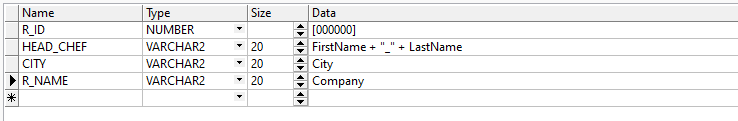 Name Type Size Data
R_ID NUMBER [000000]
HEAD_CHEF VARCHAR2 20 FirstName + "_" + LastName
CITY VARCHAR2 20 City
R_NAME VARCHAR2 20 Company